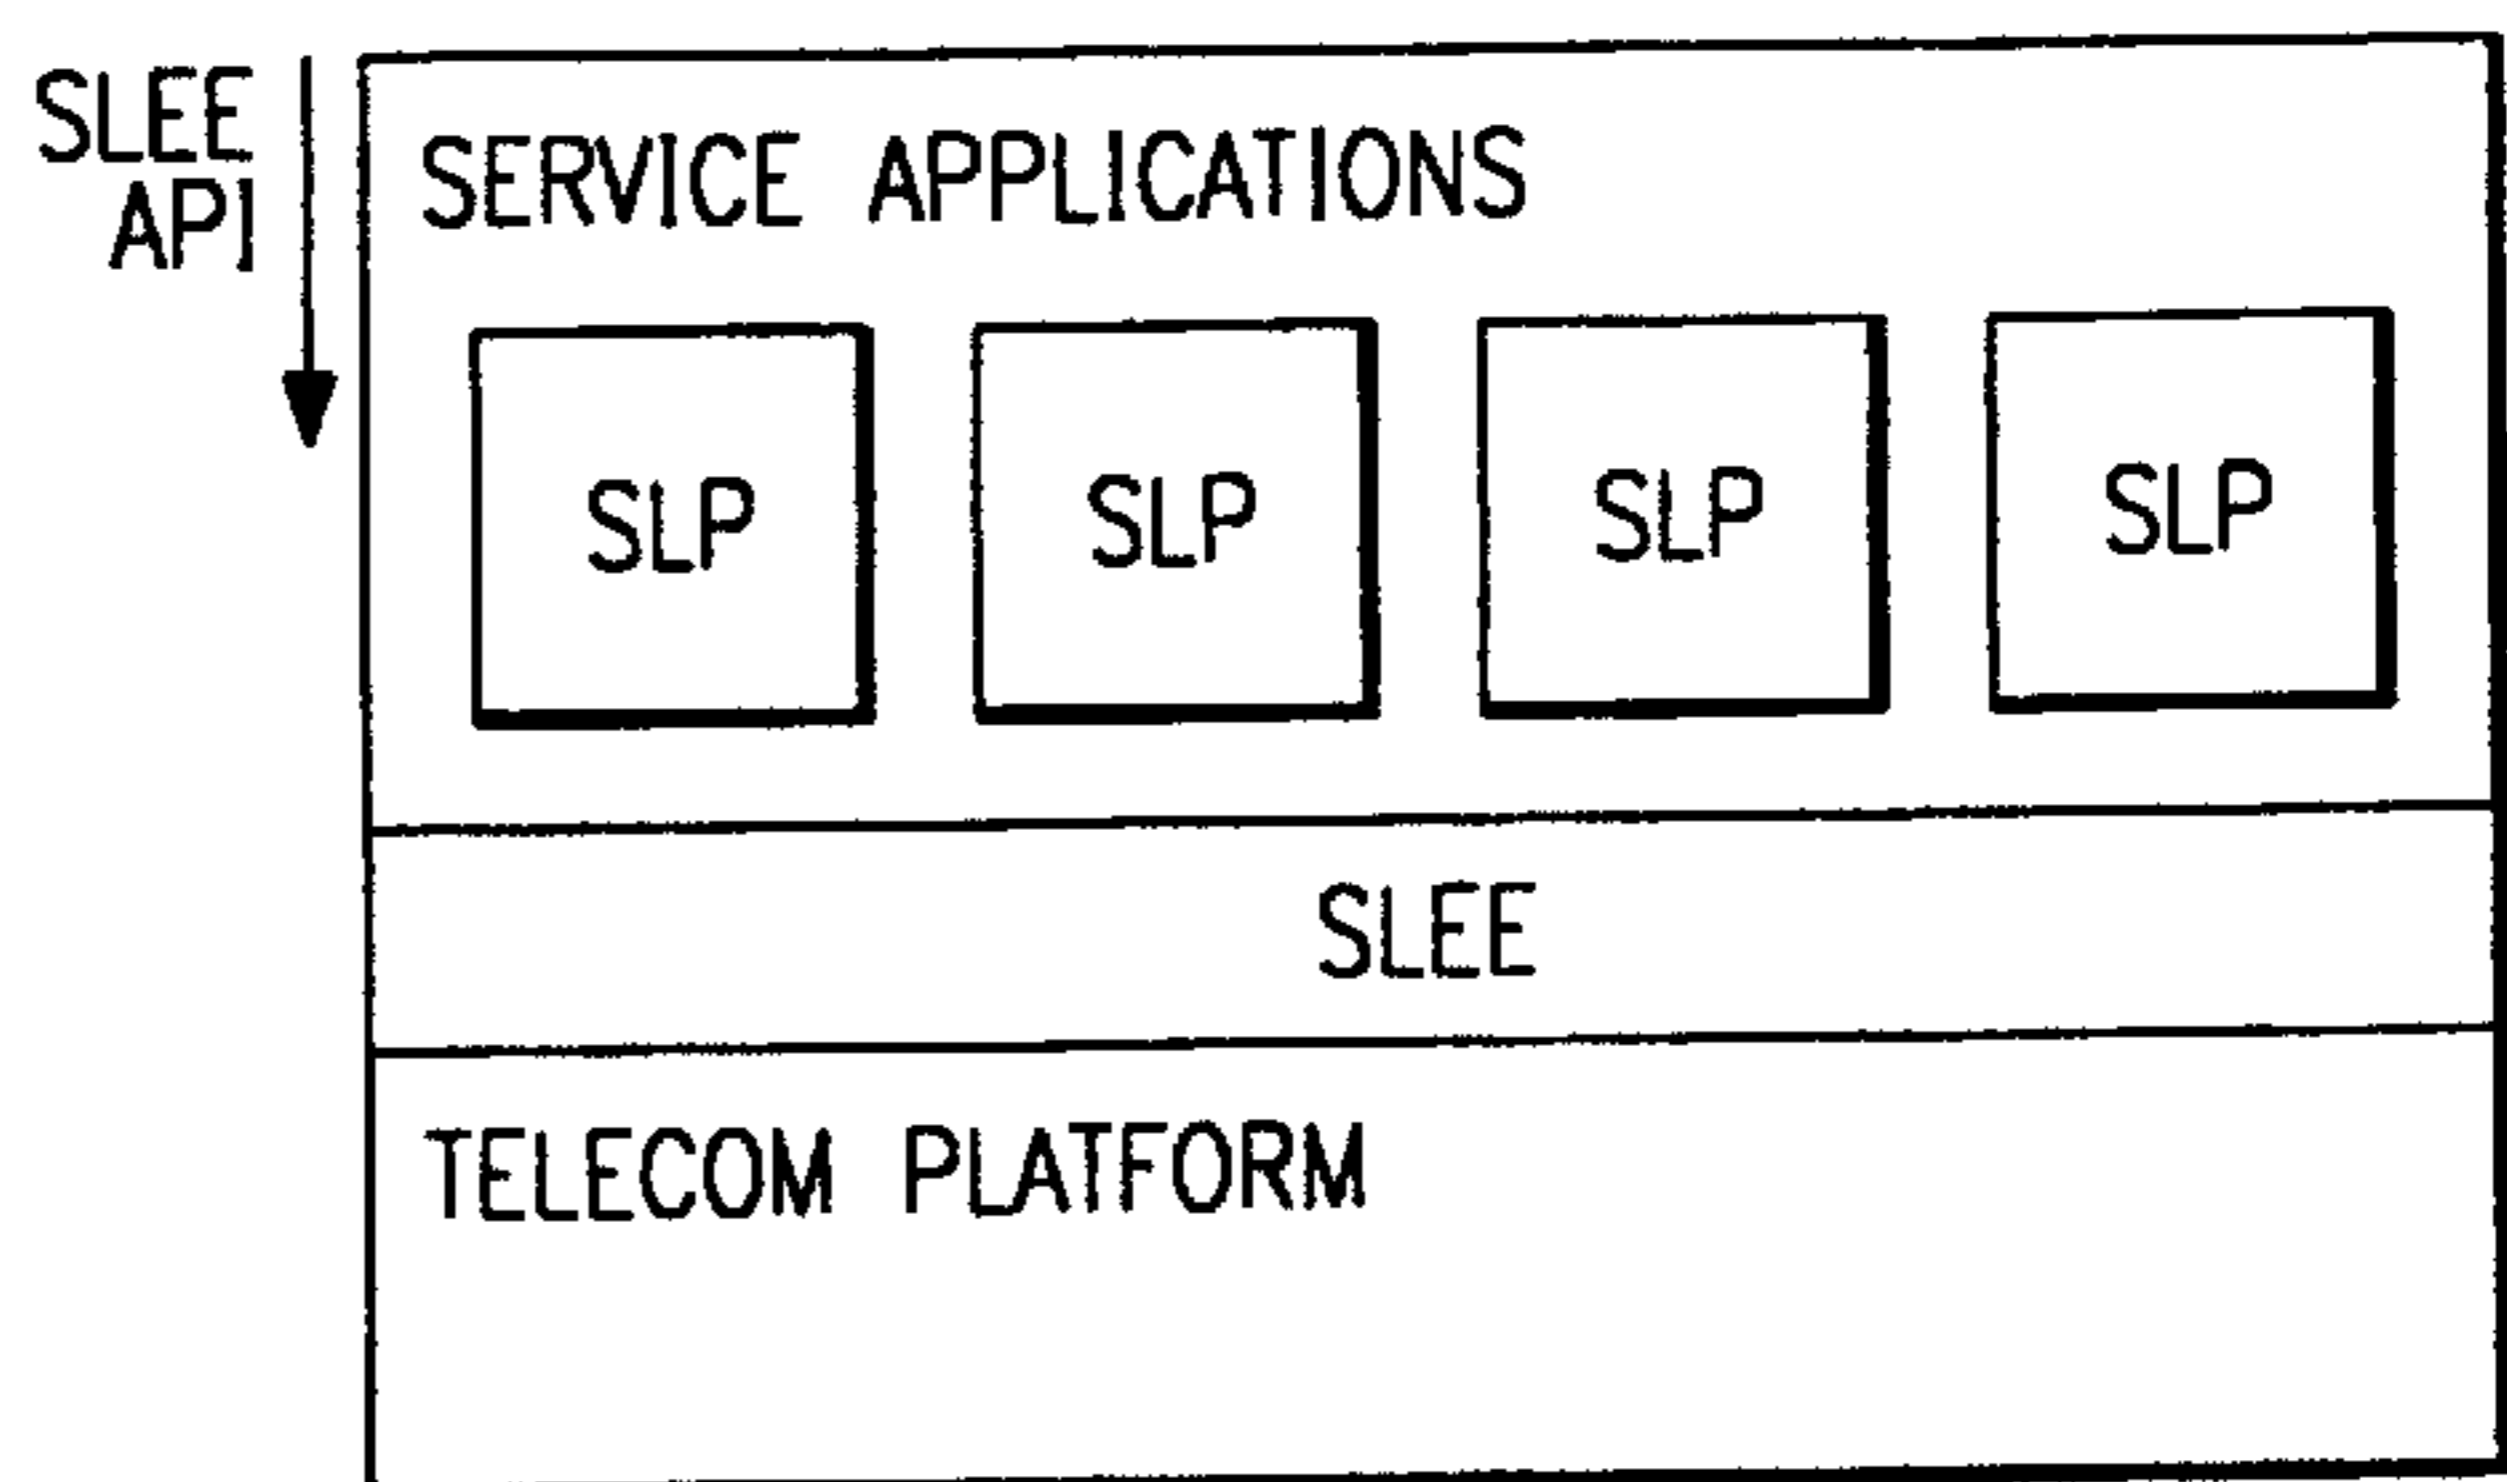 SLEE
API
SERVICE APPLICATIONS
SLP SLP SLP SLP
SLEE
TELECOM PLATFORM